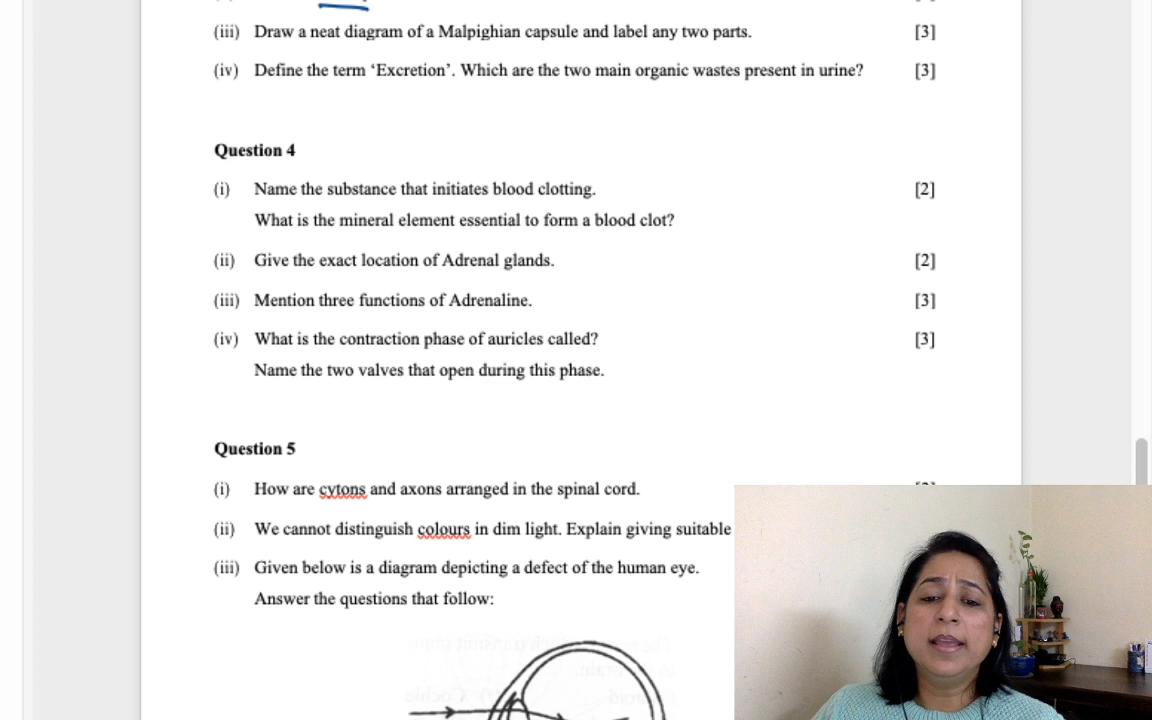 (iii) Draw a neat diagram of a Malpighian capsule and label any two parts. [3]
(iv) Define the term ‘Excretion’. Which are the two main organic wastes present in urine? [3]
Question 4
(i) Name the substance that initiates blood clotting. [2]
What is the mineral element essential to form a blood clot?
(ii) Give the exact location of Adrenal glands. [2]
(iii) Mention three functions of Adrenaline. [3]
(iv) What is the contraction phase of auricles called? [3]
Name the two valves that open during this phase.
Question 5
(i) How are cytons and axons arranged in the spinal cord.
(ii) We cannot distinguish colours in dim light. Explain giving suitable
(iii) Given below is a diagram depicting a defect of the human eye.
Answer the questions that follow: